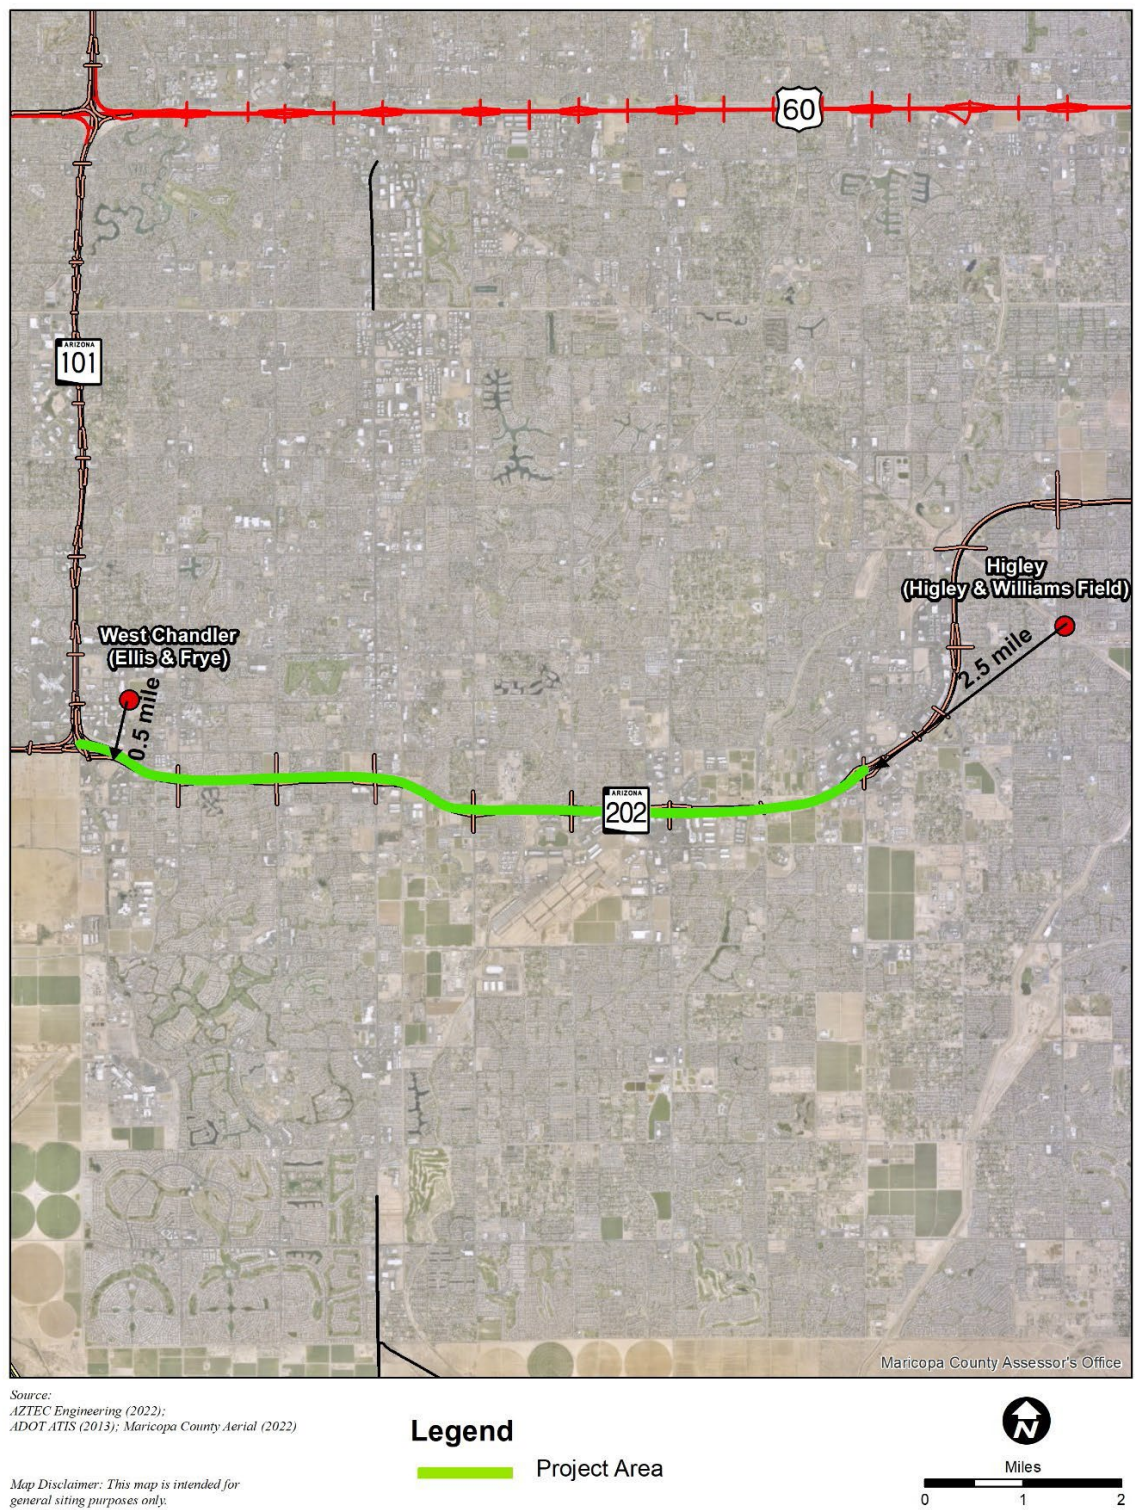 60
ARIZONA
101
Higley
(Higley & Williams Field)
2.5 mile
West Chandler
(Ellis & Frye)
0.5 mile
ARIZONA
202
Maricopa County Assessor's Office
Source:
AZTEC Engineering (2022);
ADOT ATIS (2013); Maricopa County Aerial (2022)
Map Disclaimer: This map is intended for
general siting purposes only.
Legend
Project Area
N
Miles
0 1 2